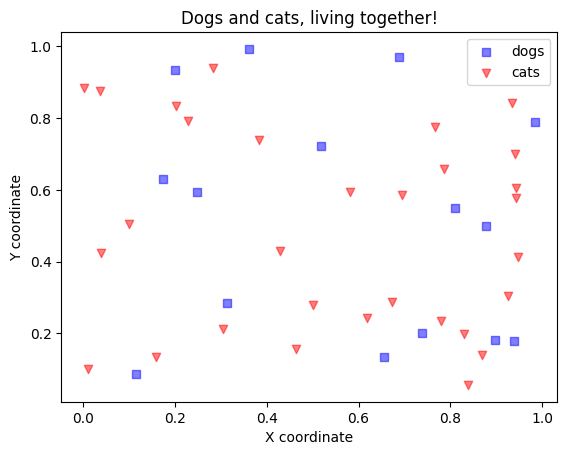 Dogs and cats, living together!
dogs
cats
Y coordinate
1.0
0.8
0.6
0.4
0.2
0.0
0.2
0.4
0.6
0.8
1.0
X coordinate